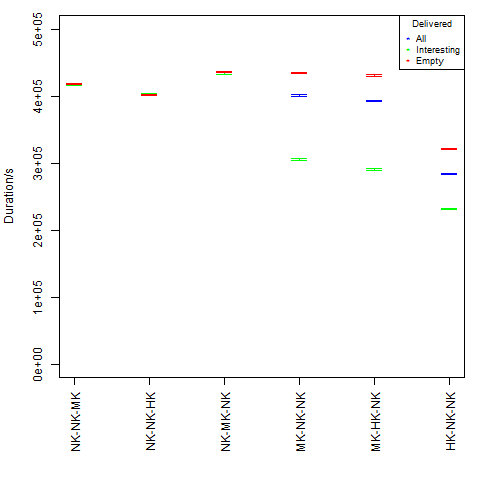 Delivered
All
Interesting
Empty
Duration/s
5e+05
4e+05
3e+05
2e+05
1e+05
0e+00
NK-NK-MK
NK-NK-HK
NK-MK-NK
MK-NK-NK
MK-HK-NK
HK-NK-NK